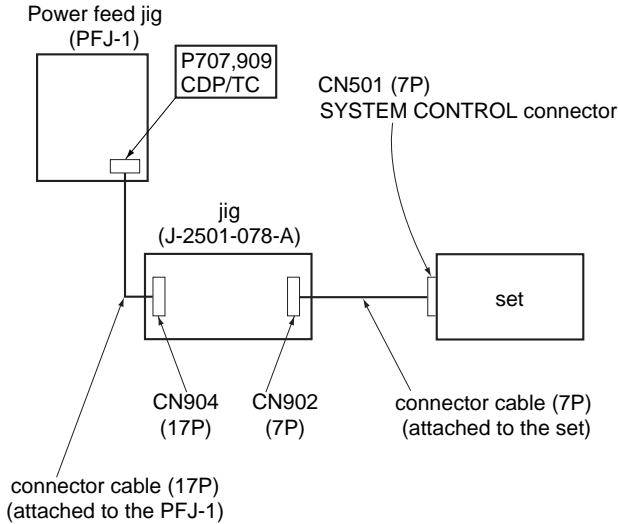 Power feed jig
(PFJ-1)
P707,909
CDP/TC
CN501 (7P)
SYSTEM CONTROL connector
jig
(J-2501-078-A)
set
CN904
(17P)
CN902
(7P)
connector cable (7P)
(attached to the set)
connector cable (17P)
(attached to the PFJ-1)